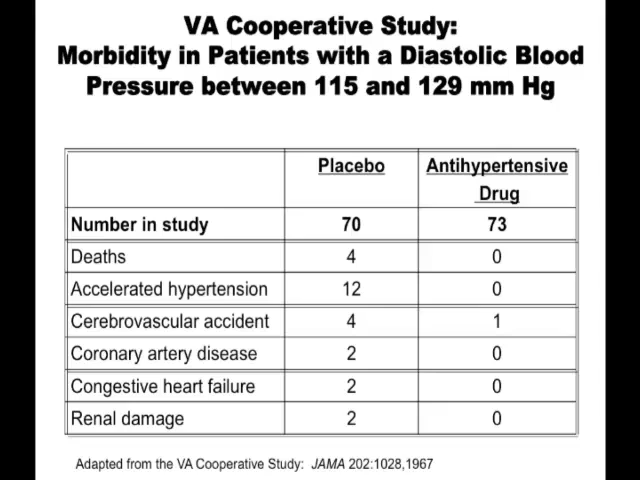 VA Cooperative Study:
Morbidity in Patients with a Diastolic Blood
Pressure between 115 and 129 mm Hg
Placebo Antihypertensive
Drug
Number in study 70 73
Deaths 4 0
Accelerated hypertension 12 0
Cerebrovascular accident 4 1
Coronary artery disease 2 0
Congestive heart failure 2 0
Renal damage 2 0
Adapted from the VA Cooperative Study: JAMA 202:1028,1967